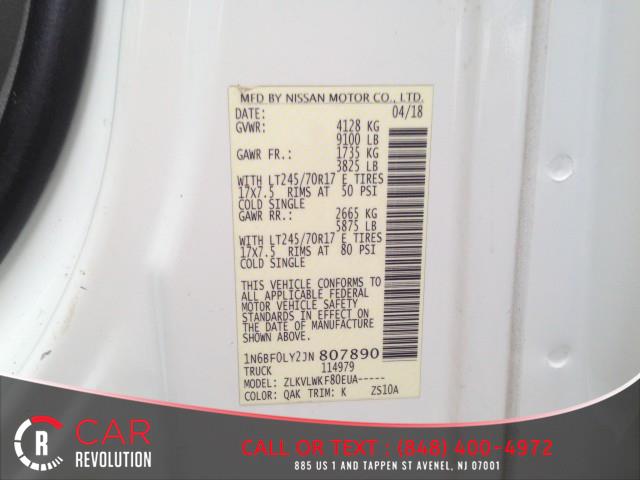 MFD BY NISSAN MOTOR CO., LTD.
DATE: 04/18
GVWR: 4128 KG
9100 LB
GAWR FR.: 1735 KG
3825 LB
WITH LT245/70R17 E TIRES
17X7.5 RIMS AT 50 PSI
COLD SINGLE
GAWR RR.: 2665 KG
5875 LB
WITH LT245/70R17 E TIRES
17X7.5 RIMS AT 80 PSI
COLD SINGLE
THIS VEHICLE CONFORMS TO
ALL APPLICABLE FEDERAL
MOTOR VEHICLE SAFETY
STANDARDS IN EFFECT ON
THE DATE OF MANUFACTURE
SHOWN ABOVE.
1N6BF0LY2JN 807890
TRUCK 114979
MODEL: ZLKVLWKF80EUA-----
COLOR: QAK TRIM: K ZS10A
R CAR
REVOLUTION
CALL OR TEXT : (848) 400-4972
885 US 1 AND TAPPEN ST AVENEL, NJ 07001